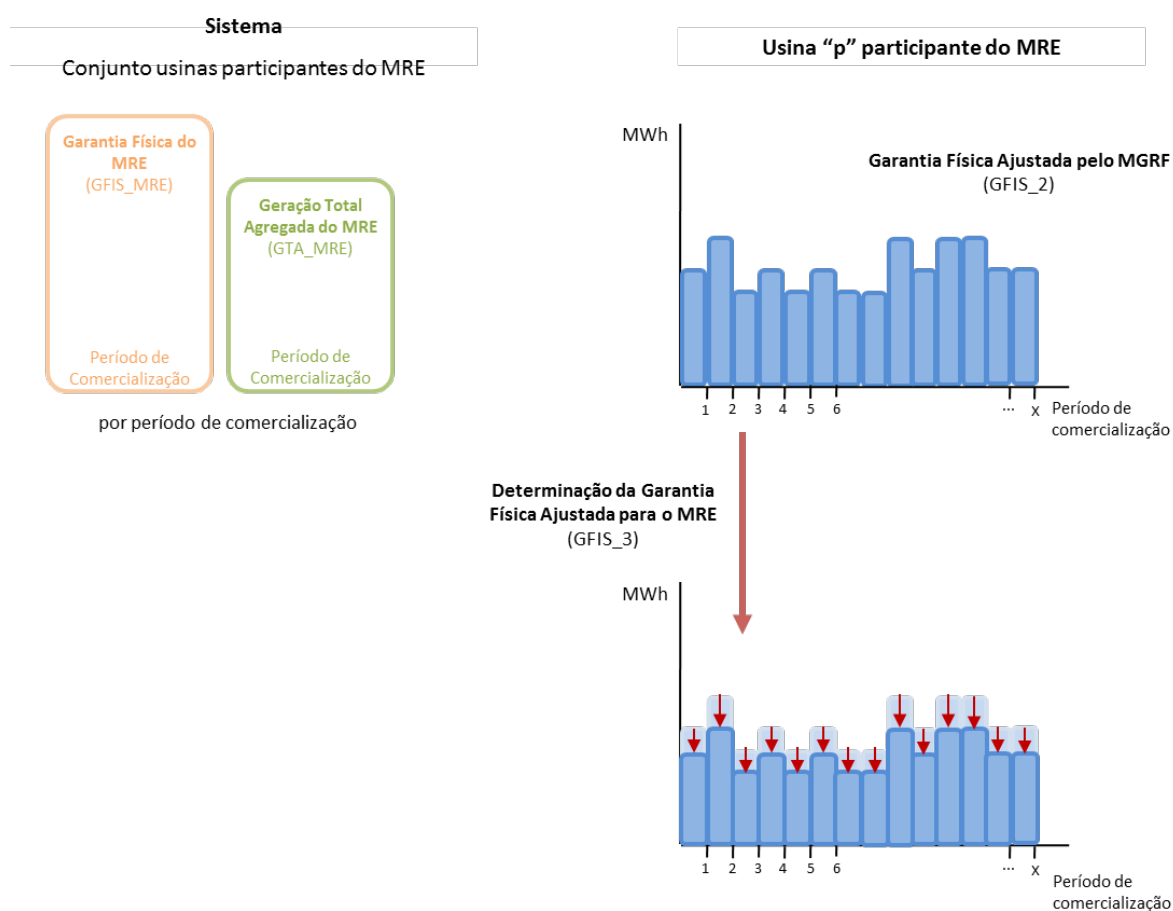 Sistema
Conjunto usinas participantes do MRE
Garantia Física do
MRE
(GFIS_MRE)
Período de
Comercialização
Geração Total
Agregada do MRE
(GTA_MRE)
Período de
Comercialização
por período de comercialização
Usina “p” participante do MRE
MWh
Garantia Física Ajustada pelo MGRF
(GFIS_2)
1 2 3 4 5 6 ... X
Período de
comercialização
Determinação da Garantia
Física Ajustada para o MRE
(GFIS_3)
MWh
1 2 3 4 5 6 ... X
Período de
comercialização